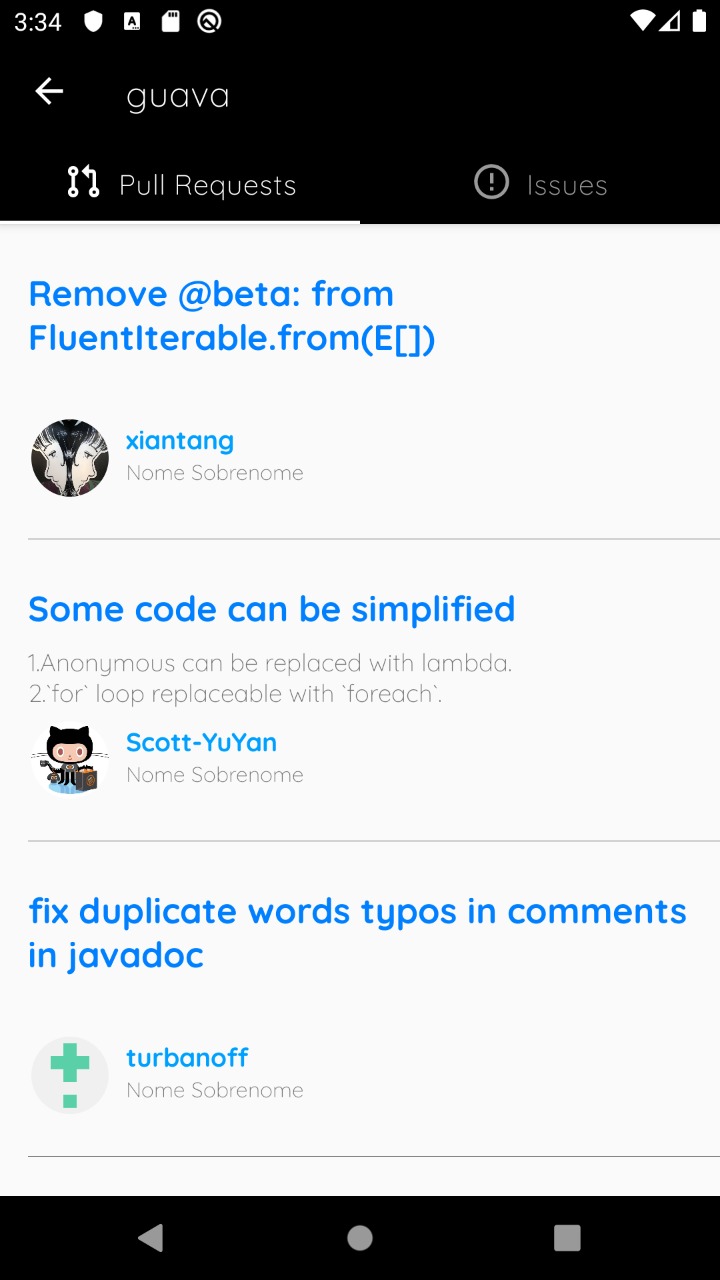 3:34
guava
Pull Requests
Issues
Remove @beta: from
FluentIterable.from(E[])
xiantang
Nome Sobrenome
Some code can be simplified
1.Anonymous can be replaced with lambda.
2.`for` loop replaceable with `foreach`.
Scott-YuYan
Nome Sobrenome
fix duplicate words typos in comments
in javadoc
turbanoff
Nome Sobrenome